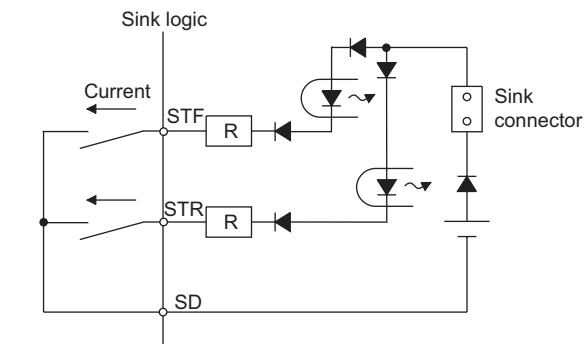 Sink logic
Current
STF
R
Sink
connector
STR
R
SD